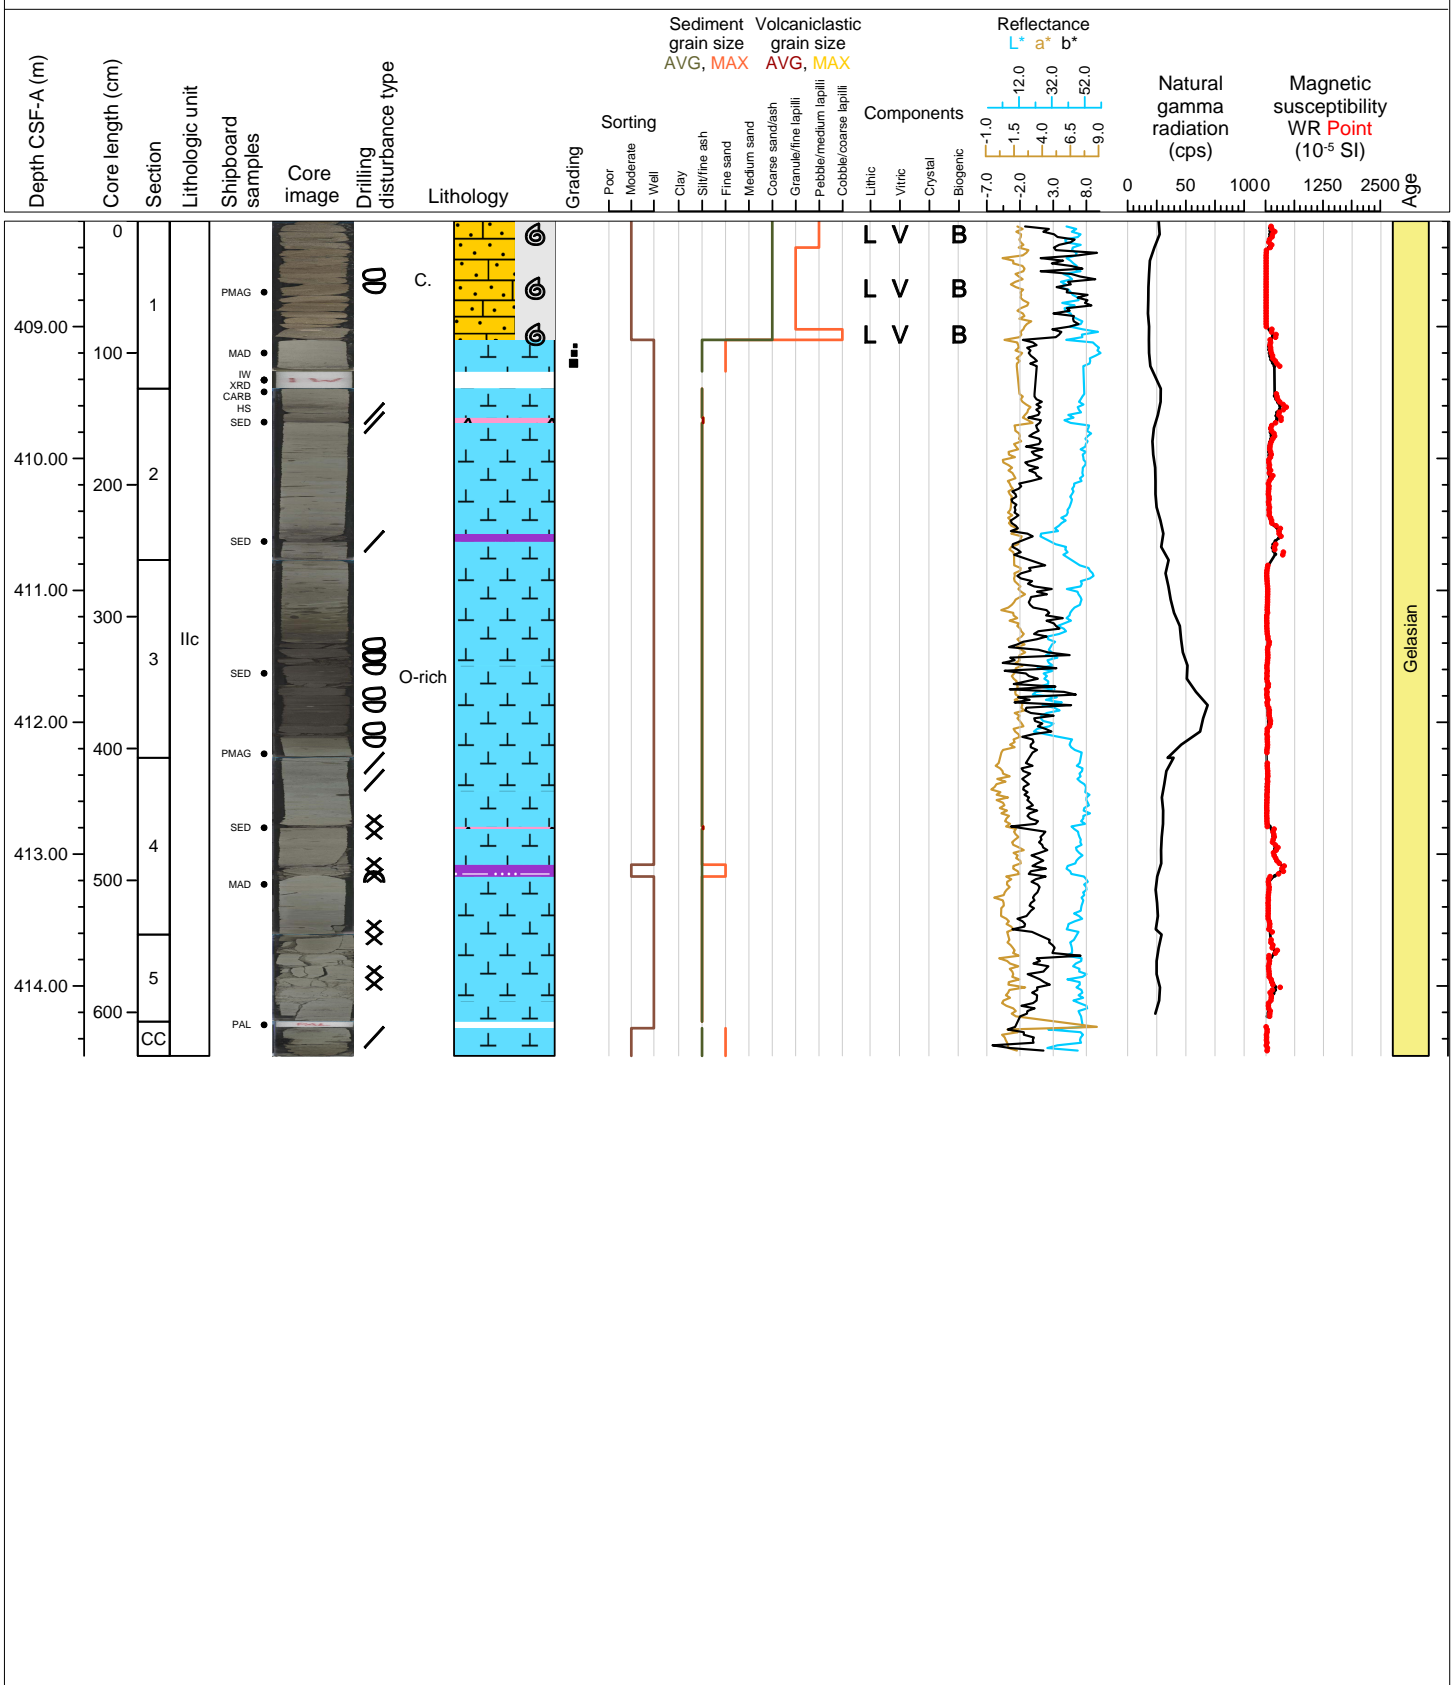 Depth CSF-A (m)
Core length (cm)
Section
Lithologic unit
Shipboard
samples
Core
image
Drilling
disturbance type
Lithology
Grading
Sorting
Poor
Moderate
Well
Sediment
grain size
AVG, MAX
Volcaniclastic
grain size
AVG, MAX
Clay
Silt/fine ash
Fine sand
Medium sand
Coarse sand/ash
Granule/fine lapilli
Pebble/medium lapilli
Cobble/coarse lapilli
Components
Lithic
Vitric
Crystal
Biogenic
Reflectance
L* a* b*
12.0 32.0 52.0
-1.0 1.5 4.0 6.5 9.0
-7.0 -2.0 3.0 8.0
Natural
gamma
radiation
(cps)
0 50 100
Magnetic
susceptibility
WR Point
(10⁻⁵ SI)
0 1250 2500
Age
409.00
410.00
411.00
412.00
413.00
414.00
0
100
200
300
400
500
600
1
2
3
4
5
CC
IIc
PMAG
MAD
IW
XRD
CARB
HS
SED
SED
SED
PMAG
SED
MAD
PAL
C.
O-rich
L V B
L V B
L V B
Gelasian